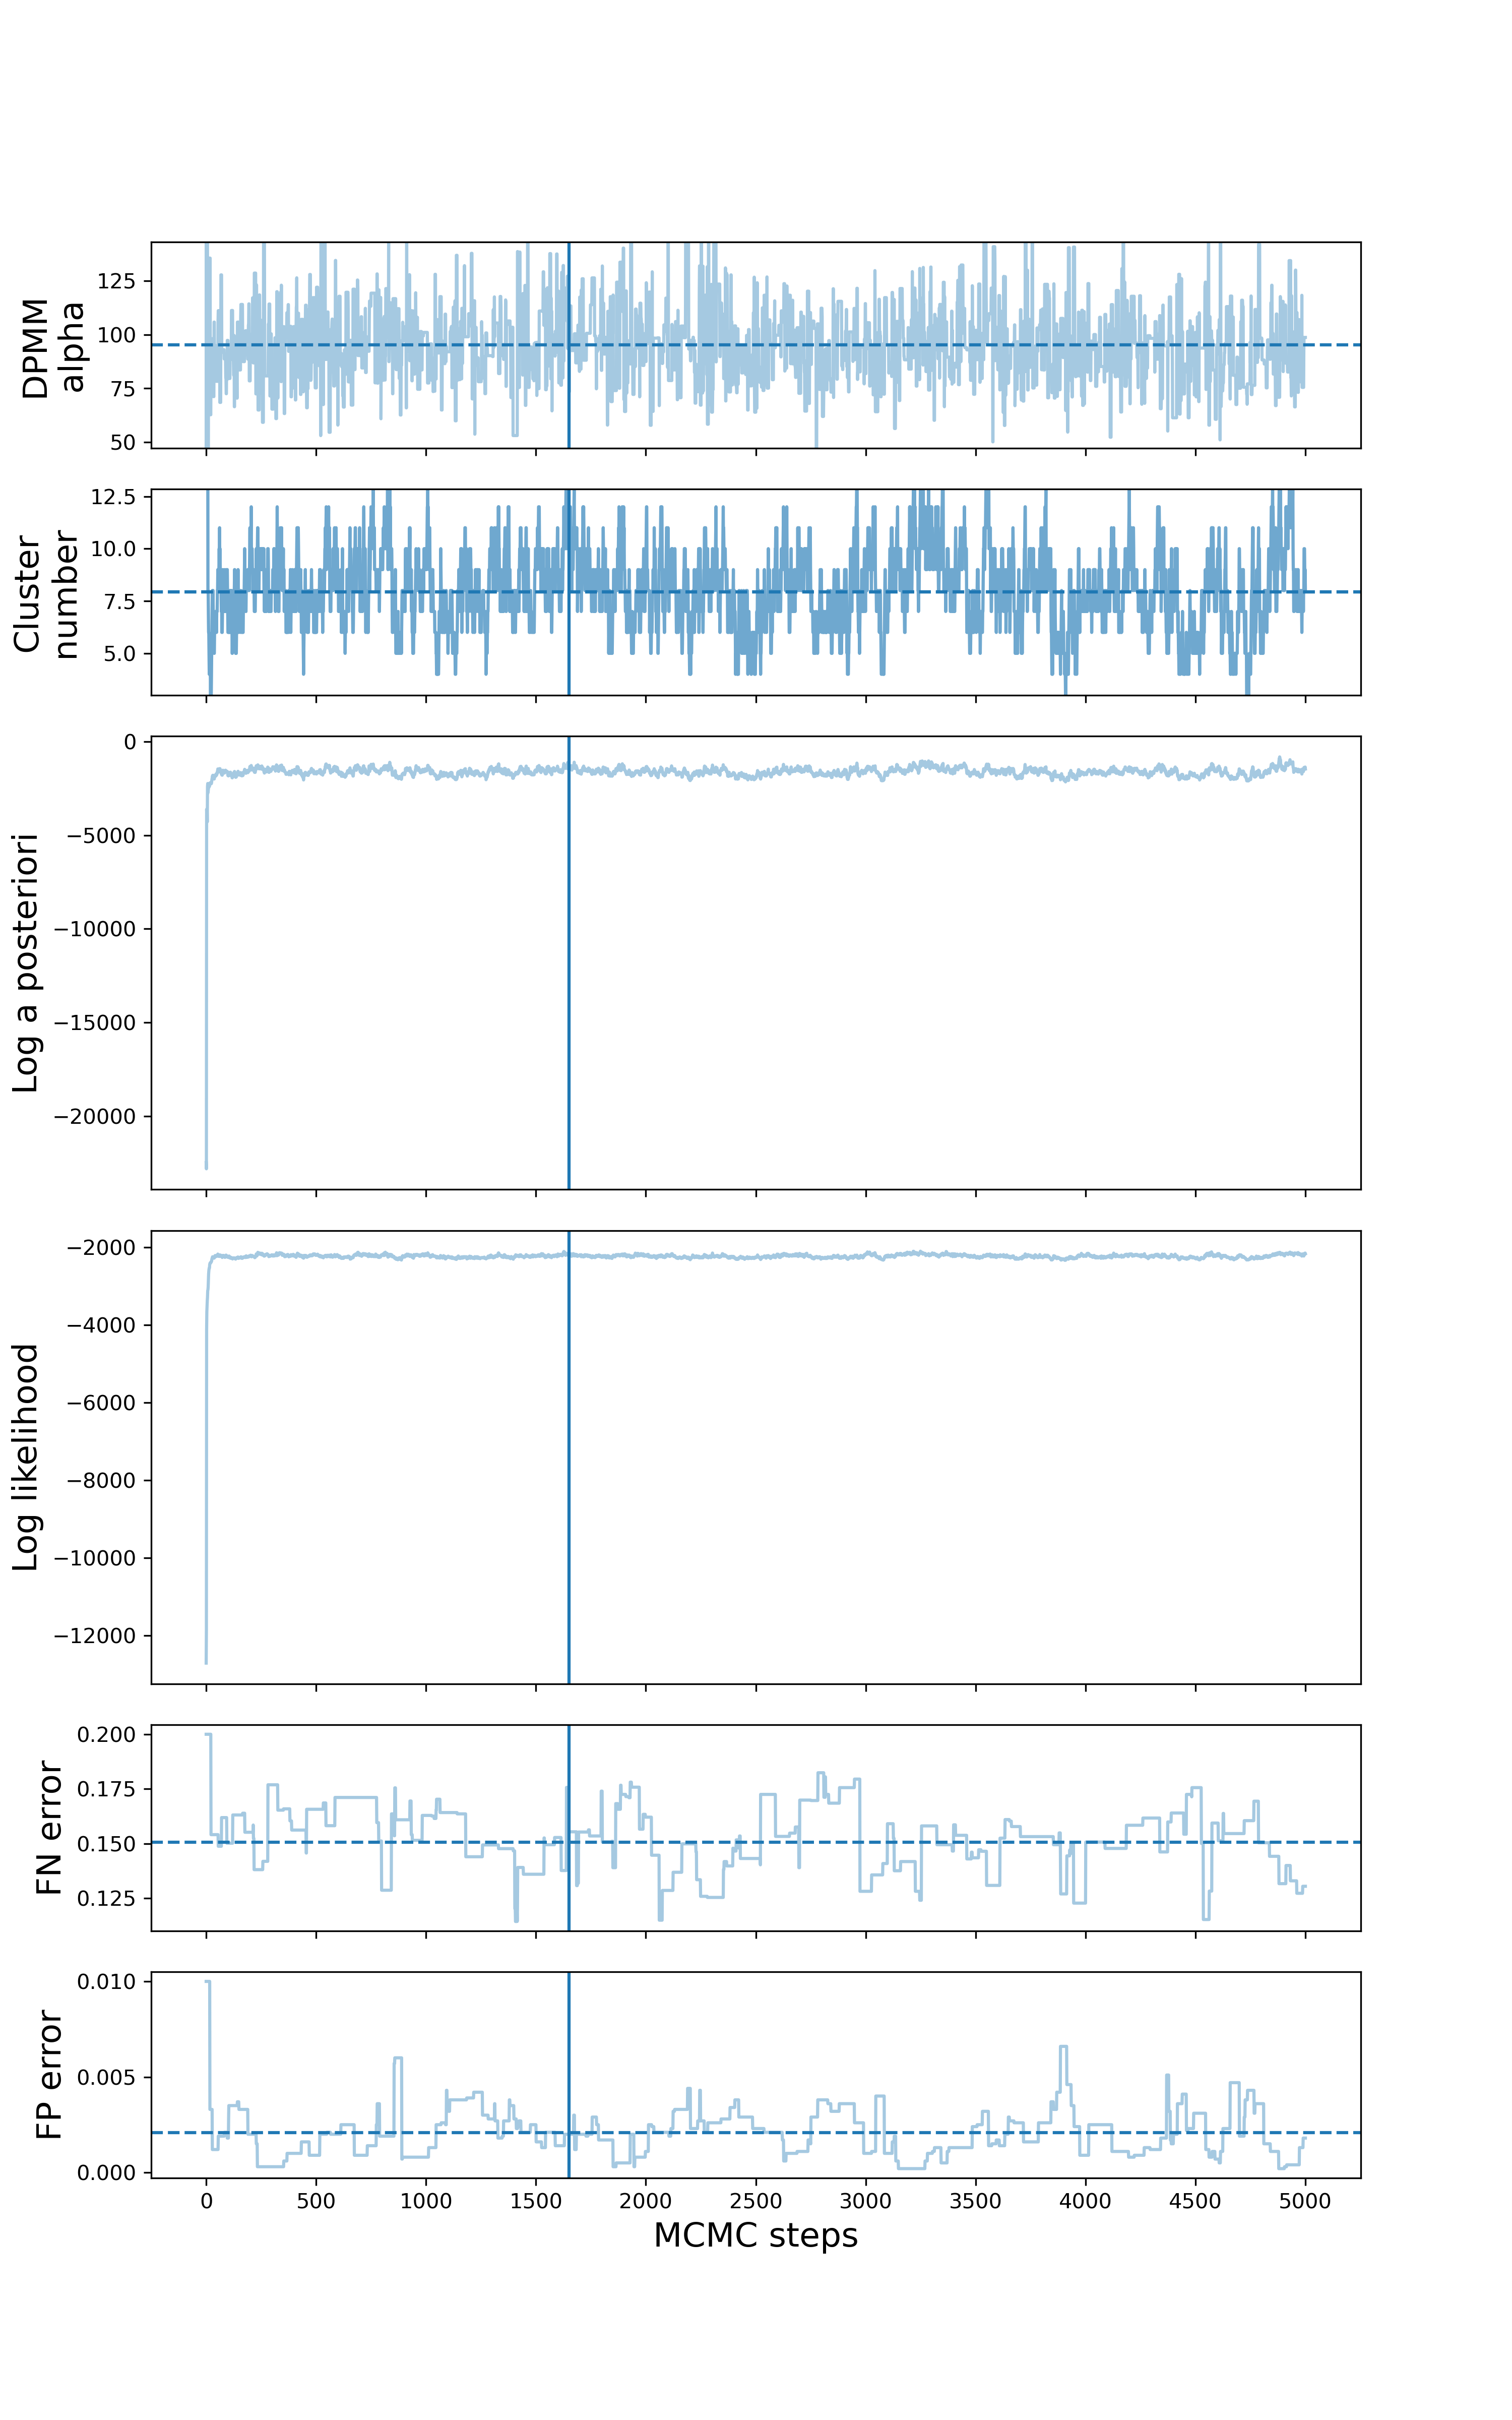 DPMM
alpha
125
100
75
50
Cluster
number
12.5
10.0
7.5
5.0
Log a posteriori
0
−5000
−10000
−15000
−20000
Log likelihood
−2000
−4000
−6000
−8000
−10000
−12000
FN error
0.200
0.175
0.150
0.125
FP error
0.010
0.005
0.000
0 500 1000 1500 2000 2500 3000 3500 4000 4500 5000
MCMC steps